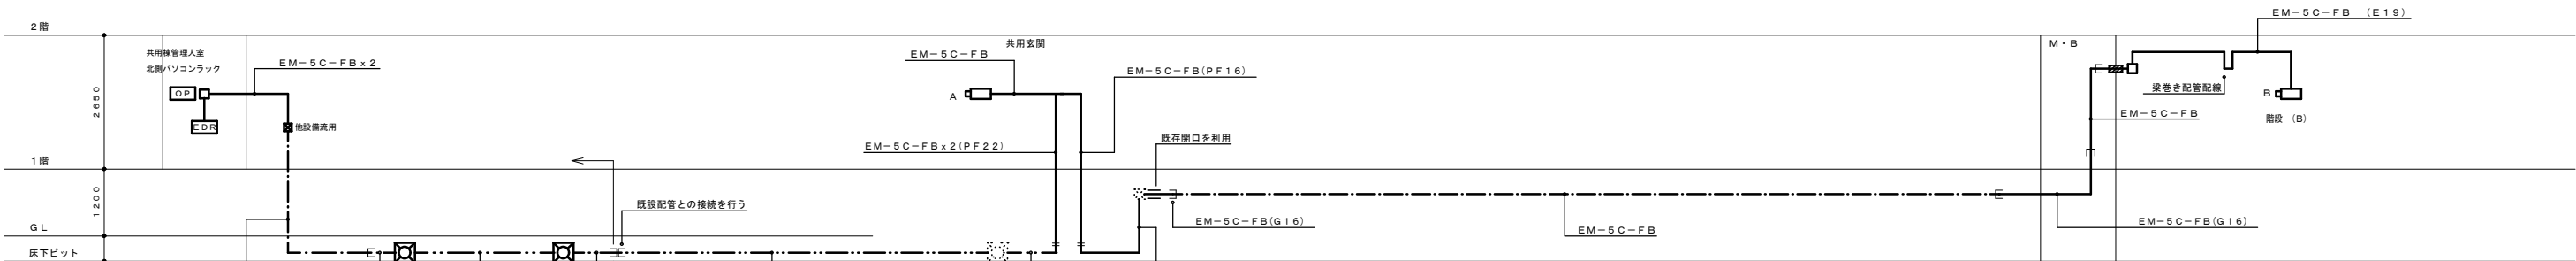 2階
共用棟管理人室
北側パソコンラック
EM-5C-FBx2
OP
EDR
他設備流用
2650
1階
1200
GL
床下ピット
既設配管との接続を行う
共用玄関
EM-5C-FB
A
EM-5C-FB(PF16)
EM-5C-FBx2(PF22)
既存開口を利用
EM-5C-FB(G16)
EM-5C-FB
M・B
EM-5C-FB (E19)
梁巻き配管配線
B
階段 (B)
EM-5C-FB
EM-5C-FB(G16)